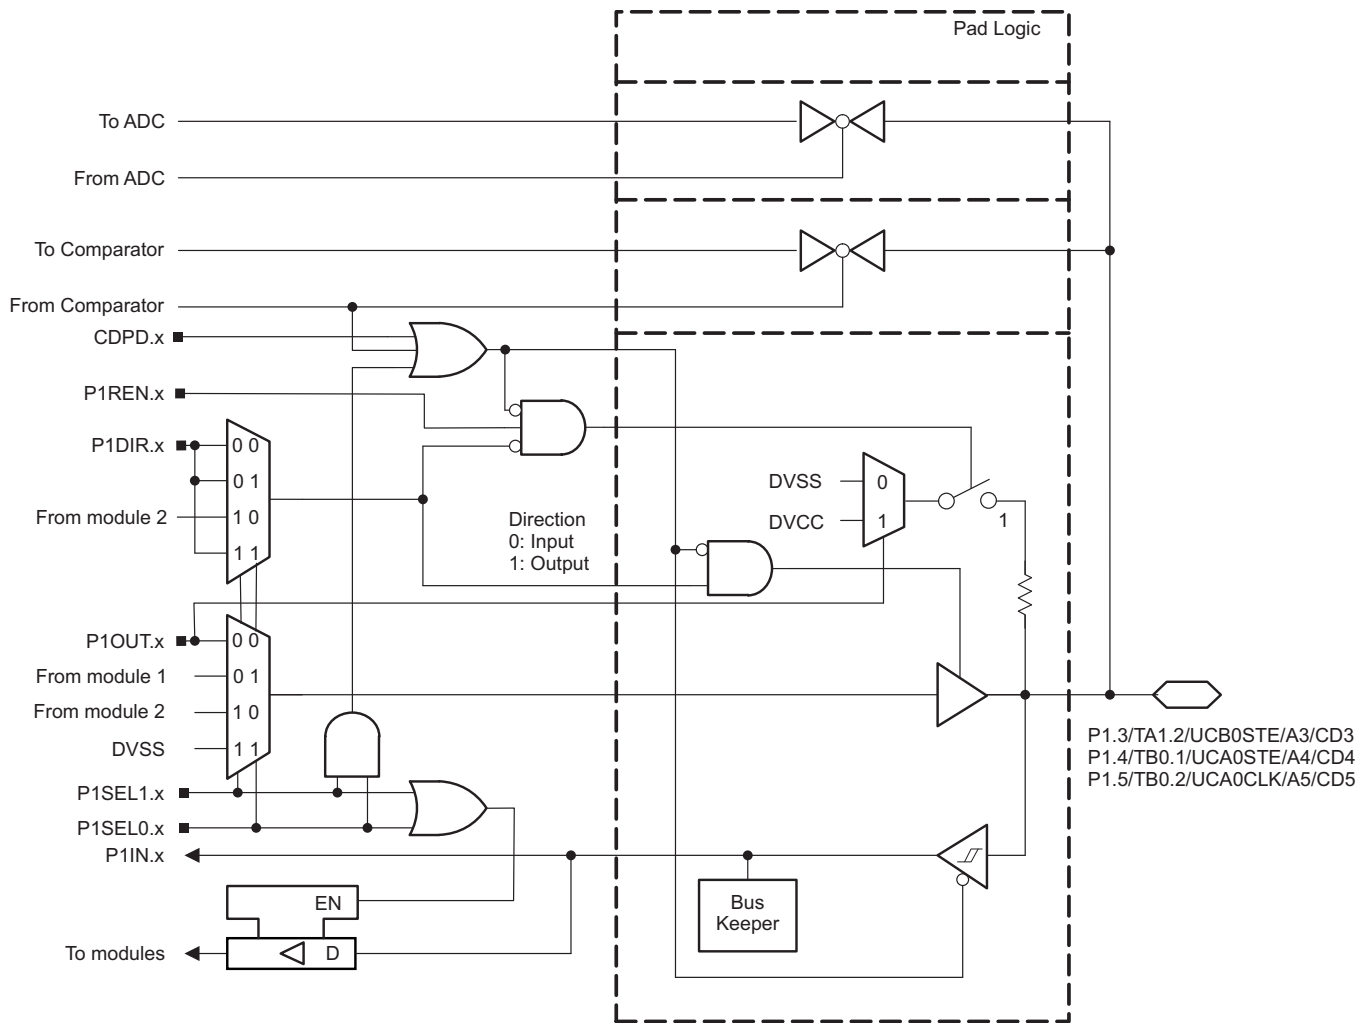 Pad Logic
To ADC
From ADC
To Comparator
From Comparator
CDPD.x
P1REN.x
P1DIR.x
0 0
0 1
From module 2
1 0
1 1
Direction
0: Input
1: Output
DVSS
0
DVCC
1
1
P1OUT.x
0 0
From module 1
0 1
From module 2
1 0
DVSS
1 1
P1.3/TA1.2/UCB0STE/A3/CD3
P1.4/TB0.1/UCA0STE/A4/CD4
P1.5/TB0.2/UCA0CLK/A5/CD5
P1SEL1.x
P1SEL0.x
P1IN.x
EN
Bus
Keeper
To modules
D